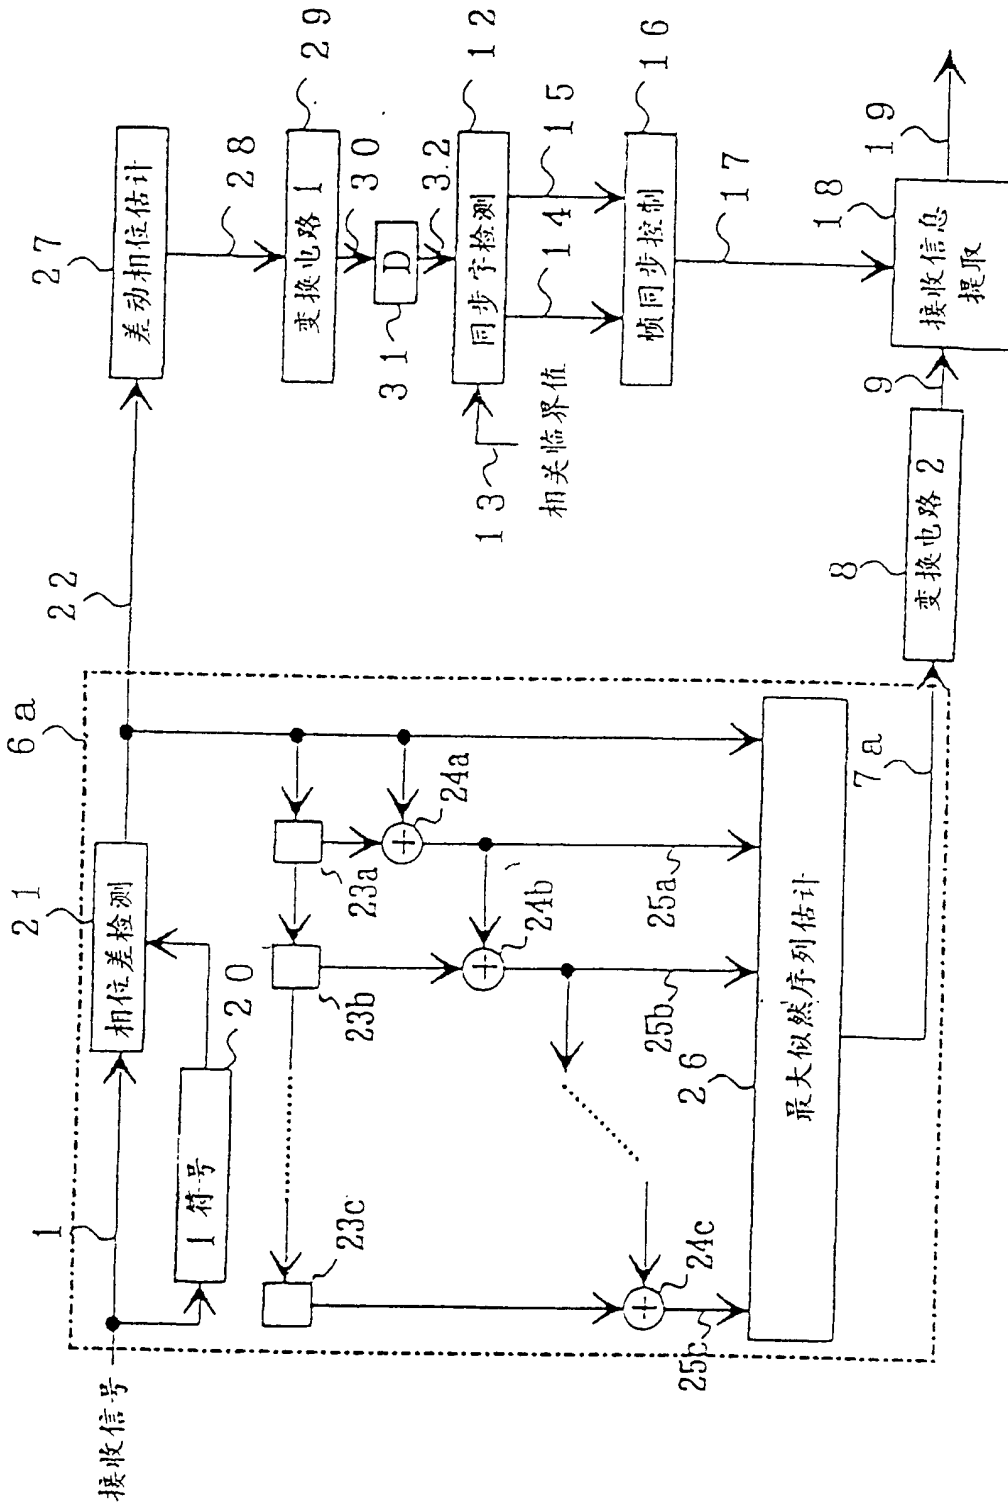 接收信号
1
1符号
20
相位差检测
21
6a
22
差动相位估计
27
28
变换电路1
29
30
D
31
3.2
同步字检测
12
13
相关临界值
14
15
帧同步控制
16
17
接收信息
提取
18
19
9
变换电路2
8
7a
23a
23b
23c
24a
24b
24c
25a
25b
25c
最大似然序列估计
26